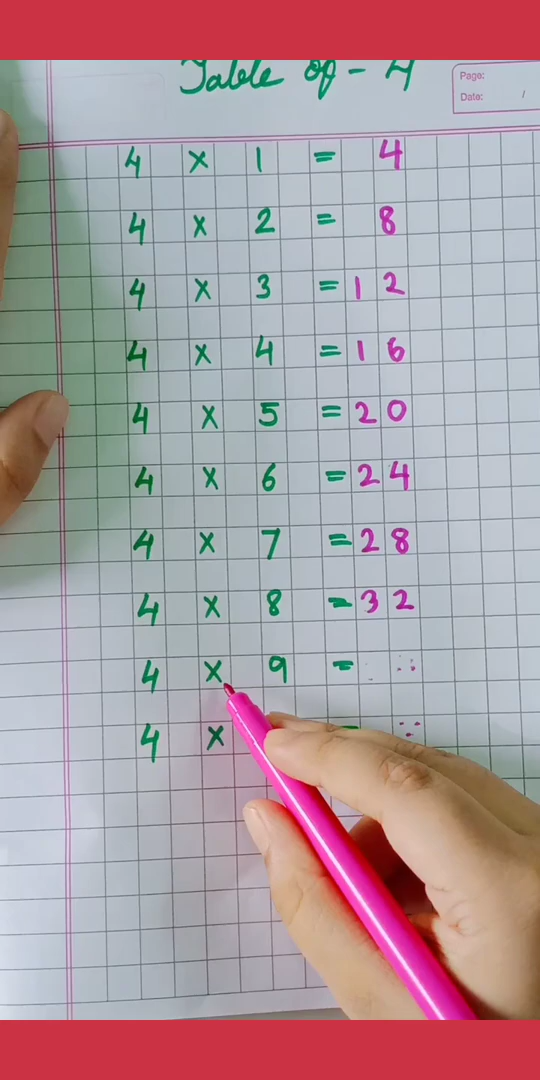 Table of - 4
Page:
Date: /
4 × 1 = 4
4 × 2 = 8
4 × 3 = 12
4 × 4 = 16
4 × 5 = 20
4 × 6 = 24
4 × 7 = 28
4 × 8 = 32
4 × 9 =
4 × =